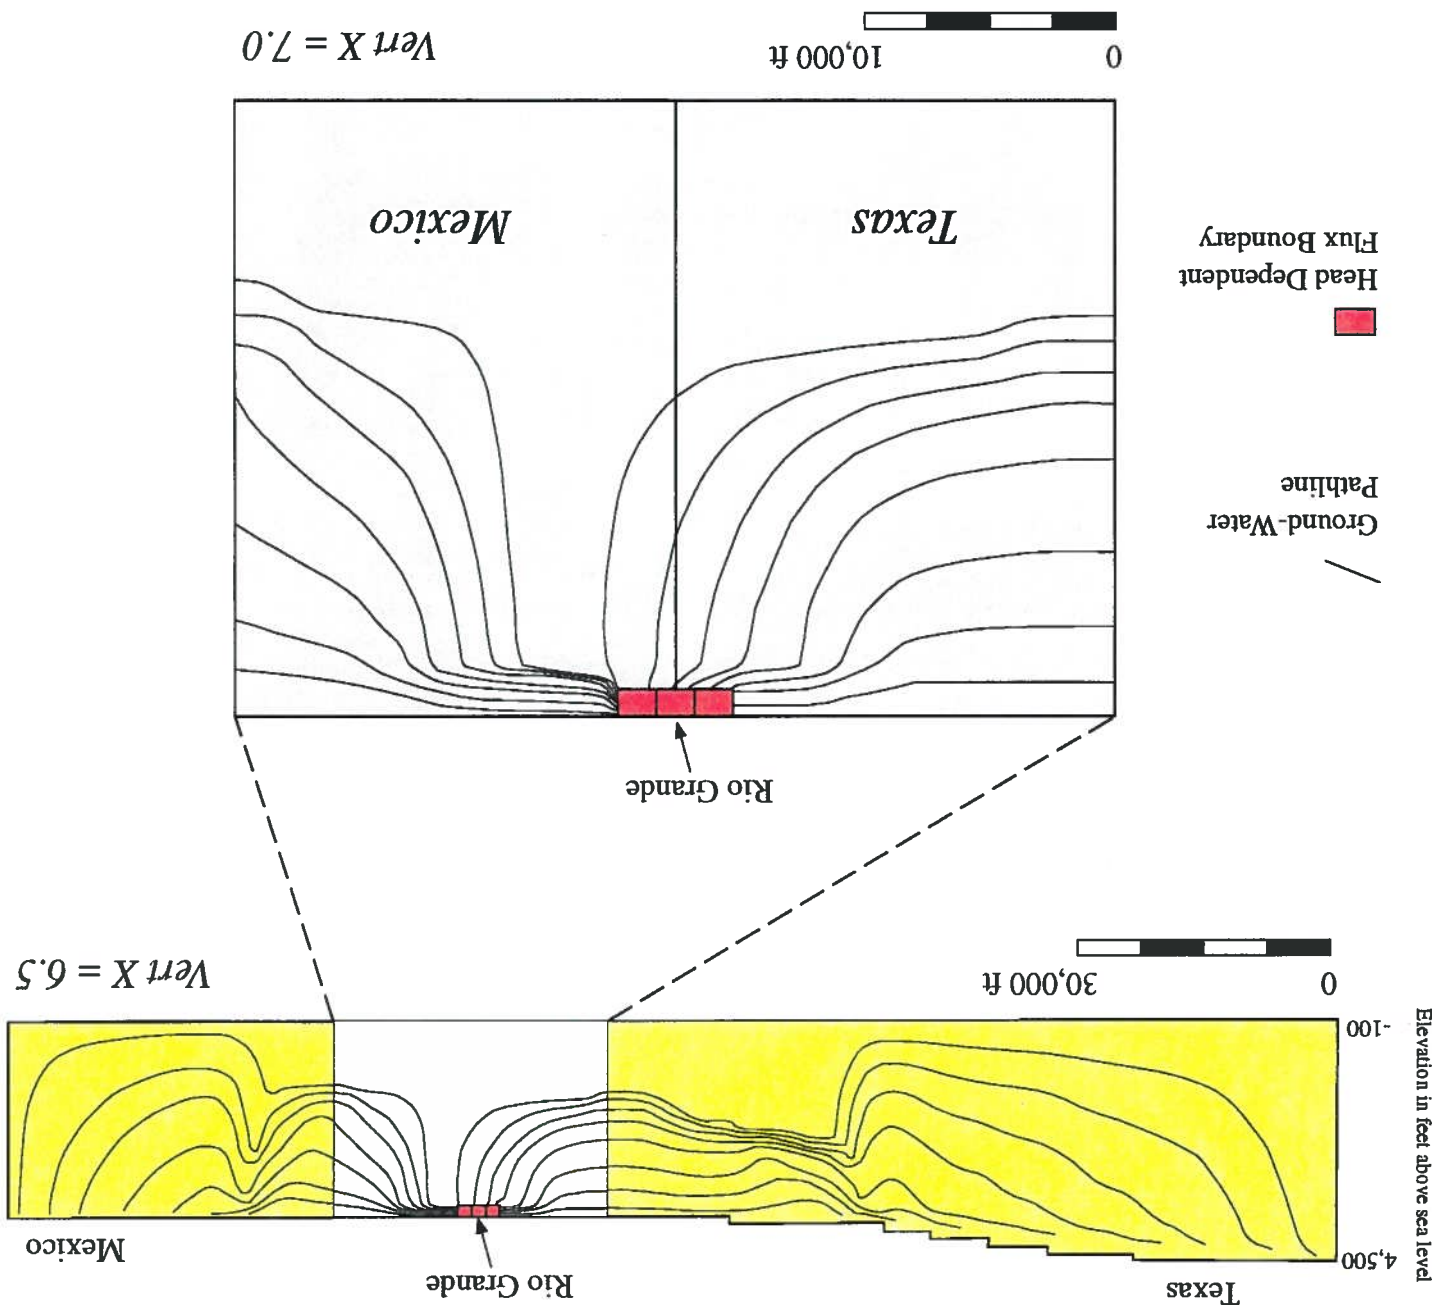 Texas
Rio Grande
Mexico
4,500
-100
Elevation in feet above sea level
0
30,000 ft
Vert X = 6.5
Rio Grande
Ground-Water
Pathline
Head Dependent
Flux Boundary
Texas
Mexico
0
10,000 ft
Vert X = 7.0